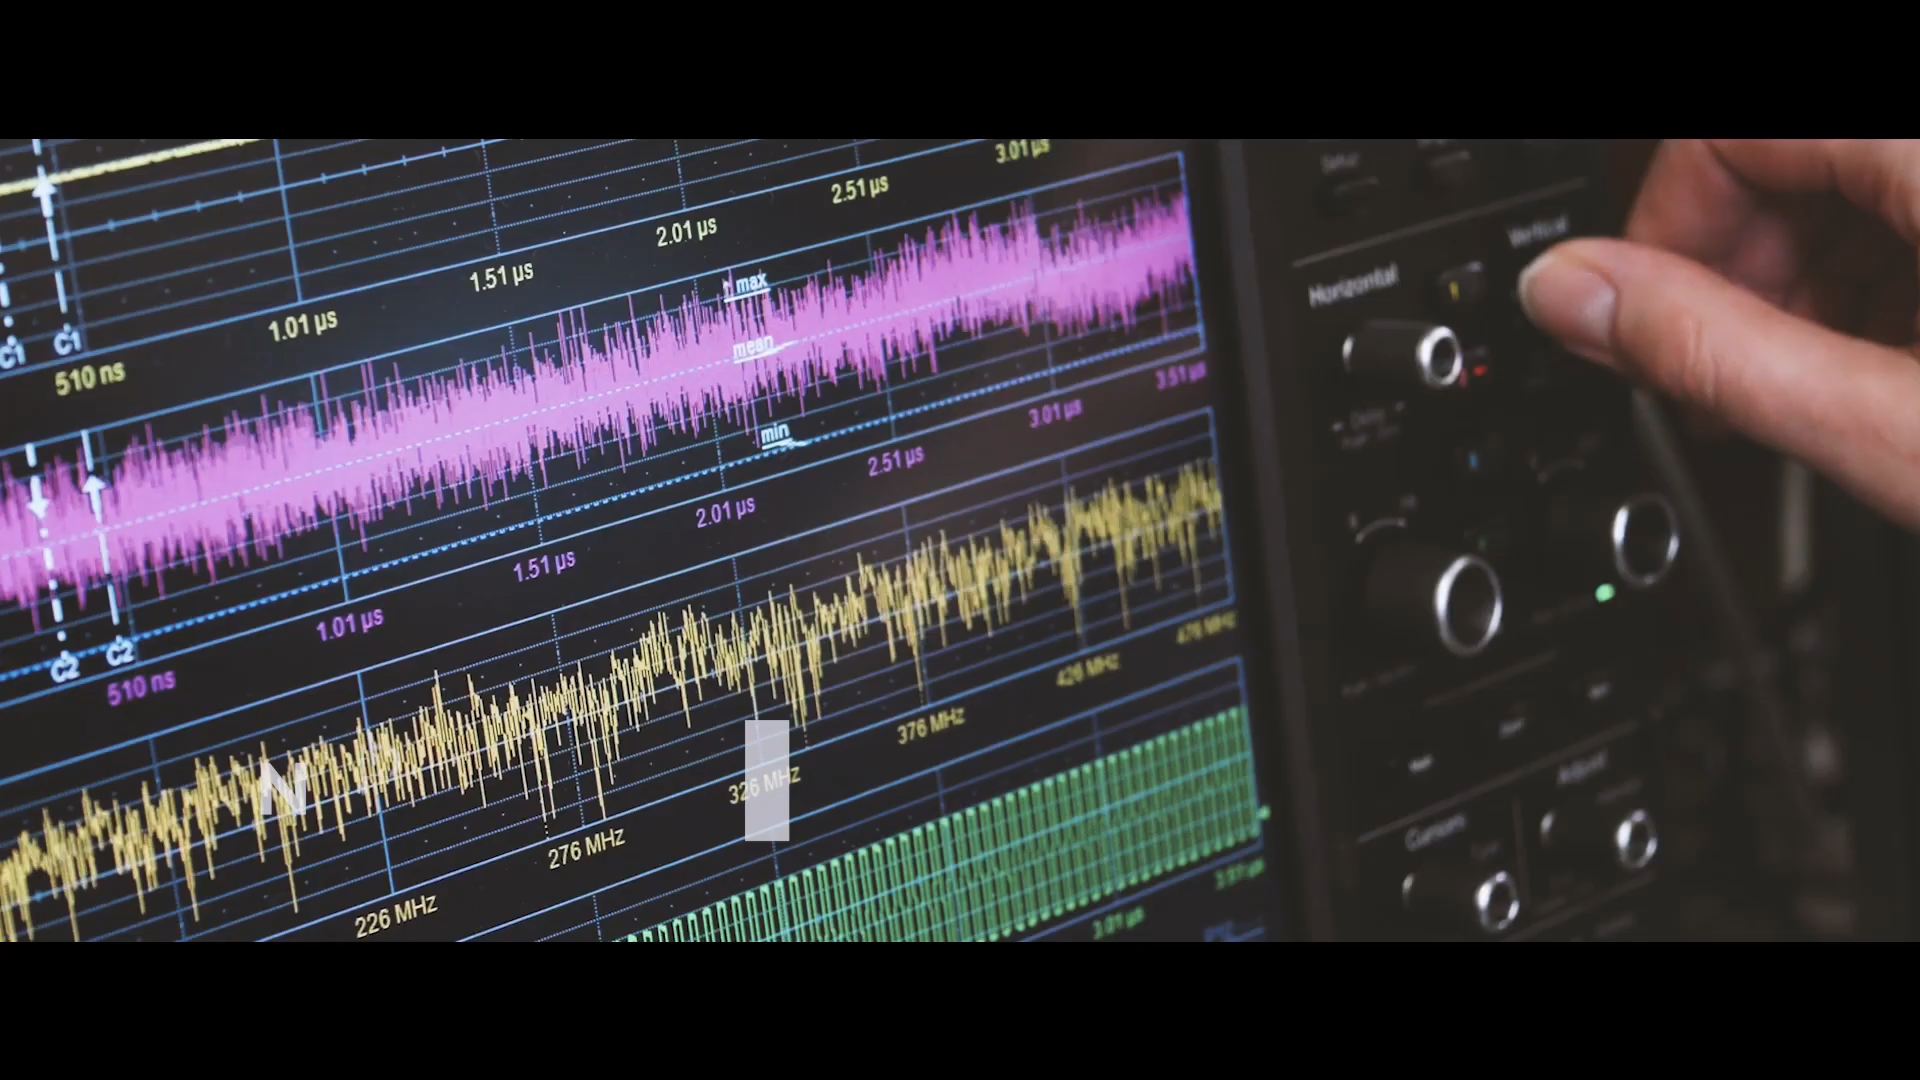 3.01 µs
2.51 µs
2.01 µs
1.51 µs
1.01 µs
510 ns
C1 C1
max
mean
min
3.51 µs
3.01 µs
2.51 µs
2.01 µs
1.51 µs
1.01 µs
510 ns
C2 C2
476 MHz
426 MHz
376 MHz
326 MHz
276 MHz
226 MHz
3.01 µs
N
Vertical
Horizontal
Adjust
Cursors